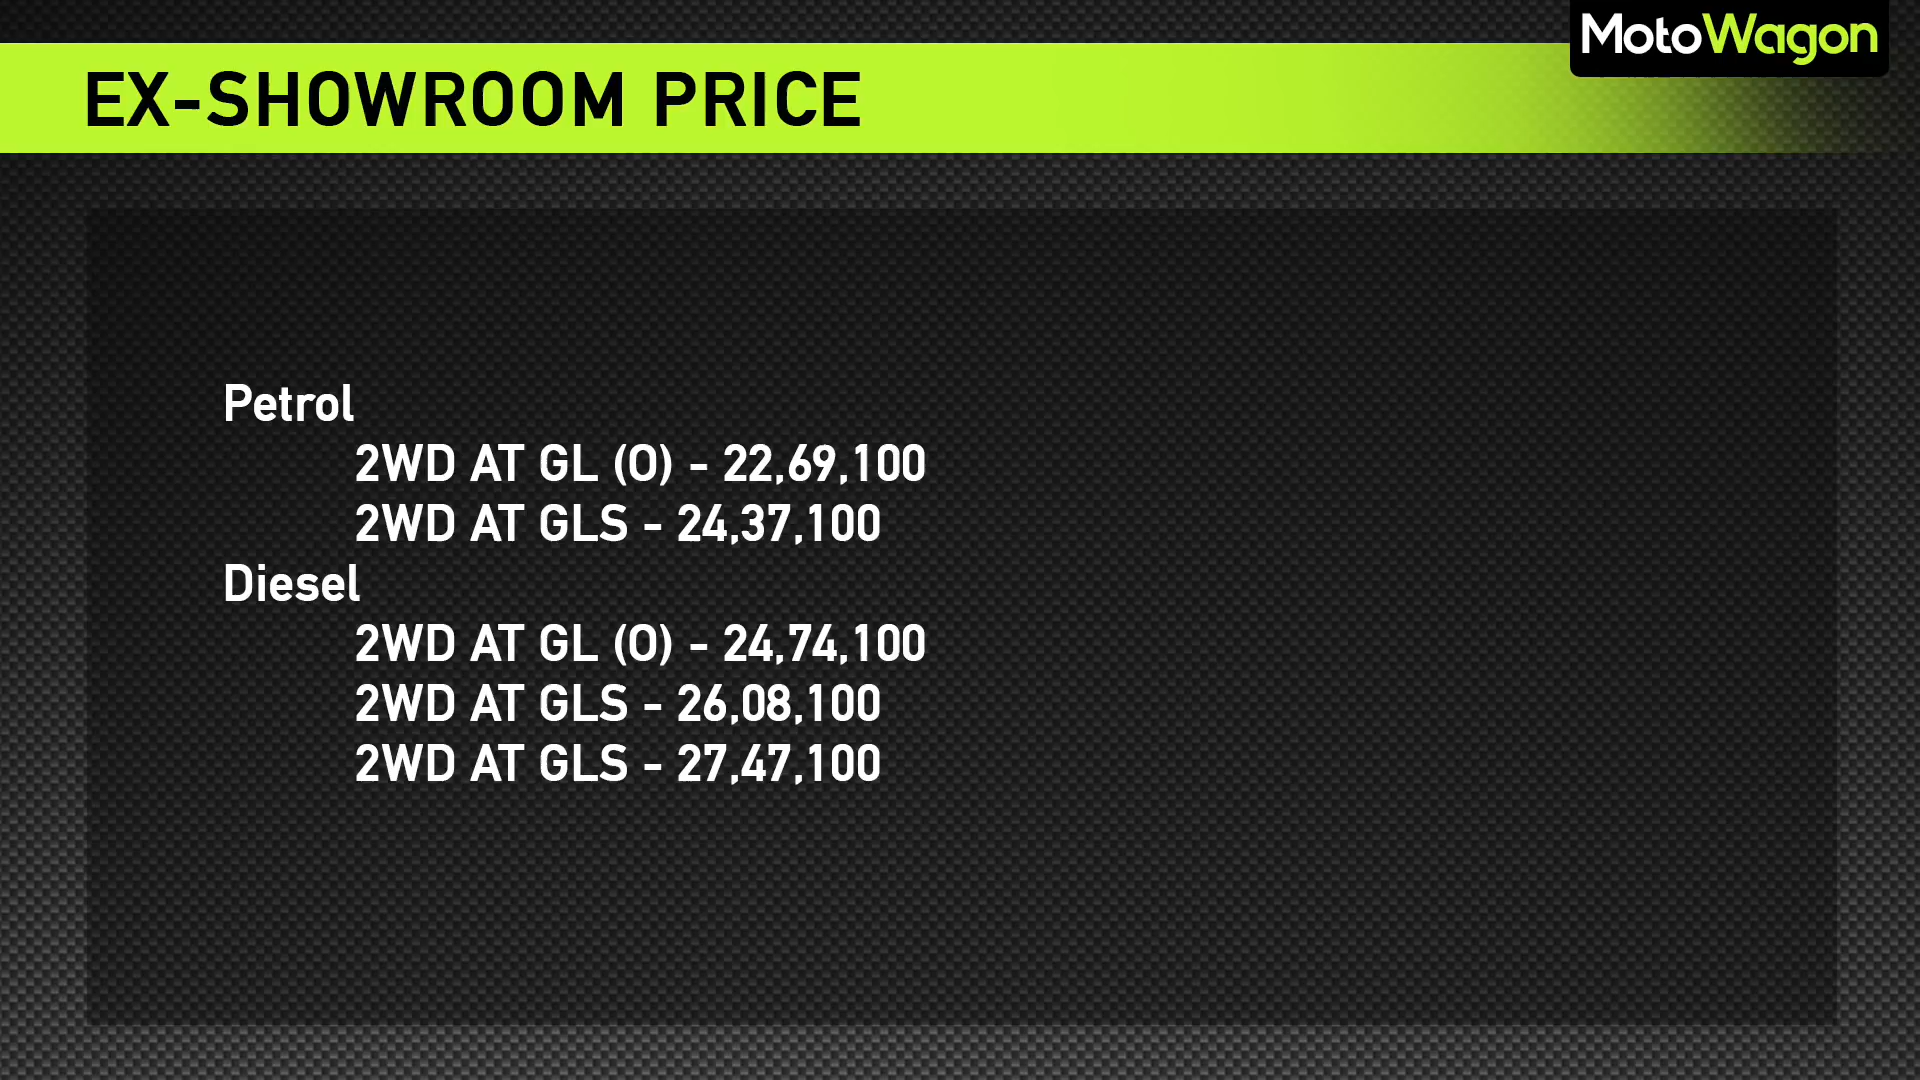 MotoWagon
EX-SHOWROOM PRICE
Petrol
2WD AT GL (O) - 22,69,100
2WD AT GLS - 24,37,100
Diesel
2WD AT GL (O) - 24,74,100
2WD AT GLS - 26,08,100
2WD AT GLS - 27,47,100